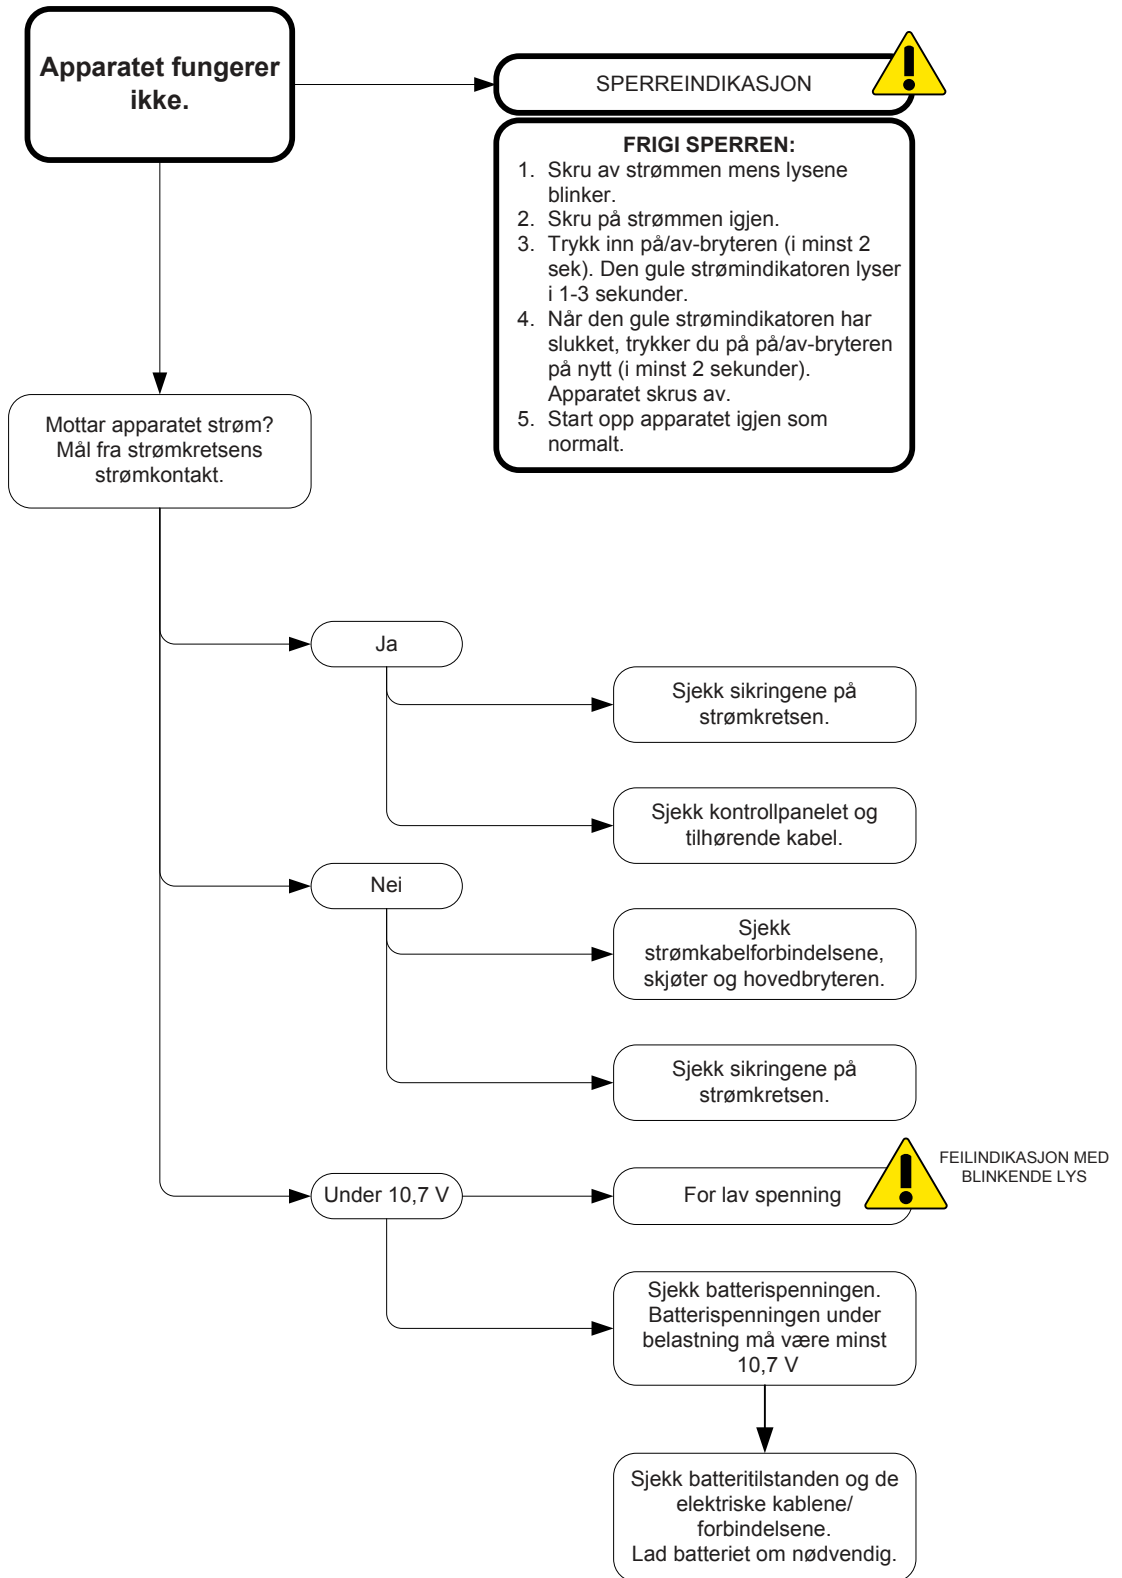 Apparatet fungerer
ikke.
SPERREINDIKASJON
FRIGI SPERREN:
1. Skru av strømmen mens lysene
blinker.
2. Skru på strømmen igjen.
3. Trykk inn på/av-bryteren (i minst 2
sek). Den gule strømindikatoren lyser
i 1-3 sekunder.
4. Når den gule strømindikatoren har
slukket, trykker du på på/av-bryteren
på nytt (i minst 2 sekunder).
Apparatet skrus av.
5. Start opp apparatet igjen som
normalt.
Mottar apparatet strøm?
Mål fra strømkretsens
strømkontakt.
Ja
Sjekk sikringene på
strømkretsen.
Sjekk kontrollpanelet og
tilhørende kabel.
Nei
Sjekk
strømkabelforbindelsene,
skjøter og hovedbryteren.
Sjekk sikringene på
strømkretsen.
Under 10,7 V
For lav spenning
FEILINDIKASJON MED
BLINKENDE LYS
Sjekk batterispenningen.
Batterispenningen under
belastning må være minst
10,7 V
Sjekk batteritilstanden og de
elektriske kablene/
forbindelsene.
Lad batteriet om nødvendig.